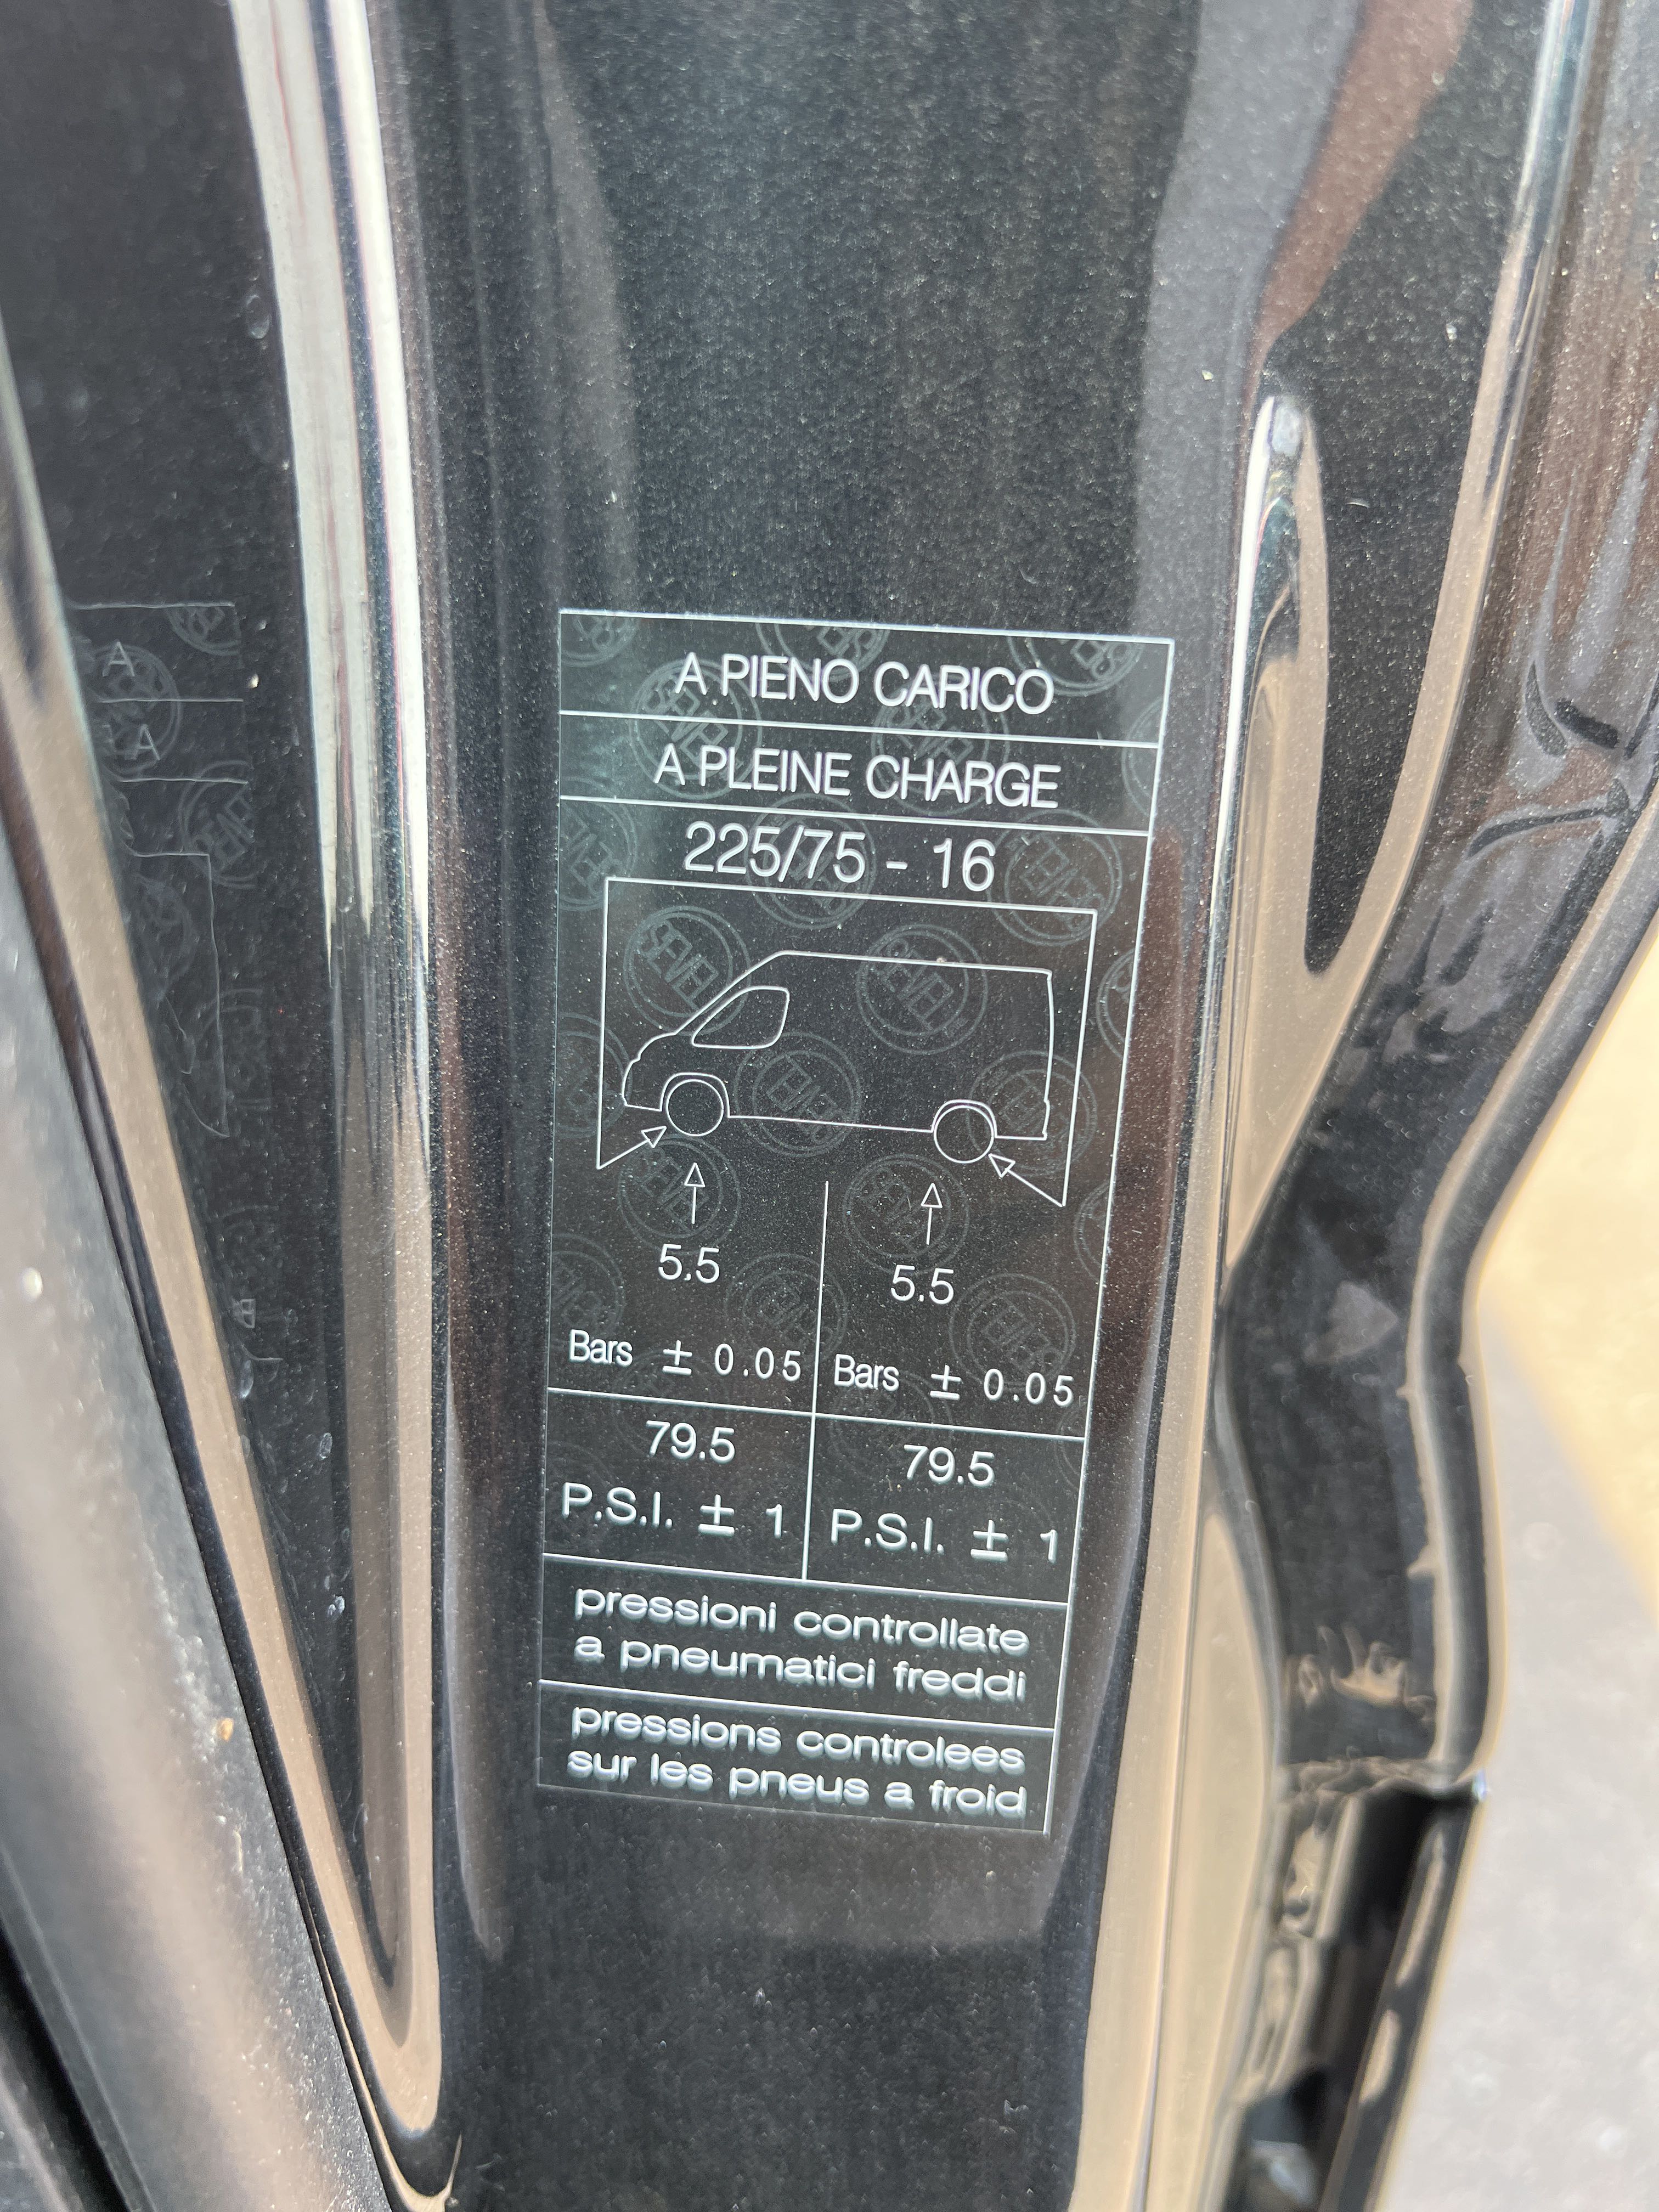 A PIENO CARICO
A PLEINE CHARGE
225/75 - 16
5.5
5.5
Bars ± 0.05
Bars ± 0.05
79.5
79.5
P.S.I. ± 1
P.S.I. ± 1
pressioni controllate
a pneumatici freddi
pressions controlees
sur les pneus a froid
SEVEL